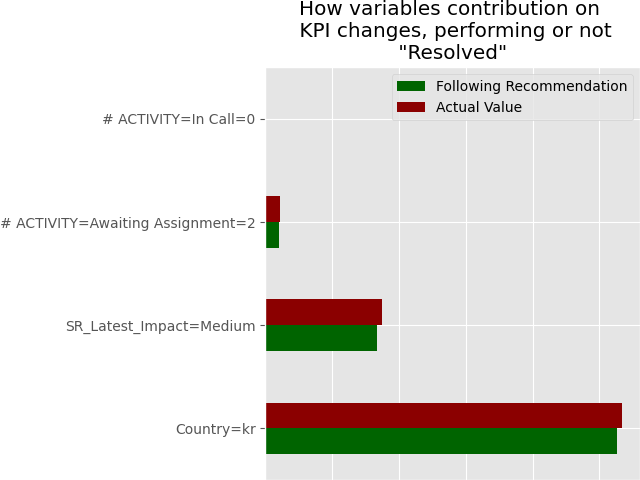 How variables contribution on
KPI changes, performing or not
"Resolved"
Following Recommendation
Actual Value
# ACTIVITY=In Call=0
# ACTIVITY=Awaiting Assignment=2
SR_Latest_Impact=Medium
Country=kr